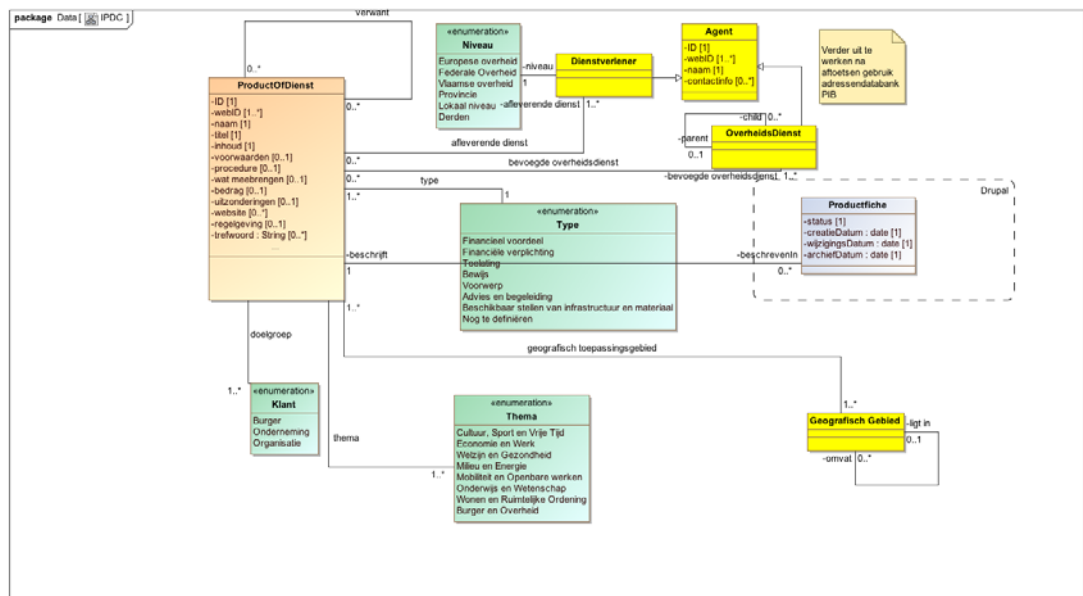 package Data [ IPDC ]
verwant
0..*
0..*
ProductOfDienst
-ID [1]
-webID [1..*]
-naam [1]
-titel [1]
-inhoud [1]
-voorwaarden [0..1]
-procedure [0..1]
-wat meebrengen [0..1]
-bedrag [0..1]
-uitzonderingen [0..1]
-website [0..*]
-regelgeving [0..1]
-trefwoord : String [0..*]
...
«enumeration»
Niveau
Europese overheid
Federale Overheid
Vlaamse overheid
Provincie
Lokaal niveau
Derden
-niveau
1
Dienstverlener
-afleverende dienst
1..*
afleverende dienst
0..*
Agent
-ID [1]
-webID [1..*]
-naam [1]
-contactinfo [0..*]
Verder uit te
werken na
aftoetsen gebruik
adressendatabank
PIB
-child
0..*
-parent
0..1
OverheidsDienst
bevoegde overheidsdienst
0..*
-bevoegde overheidsdienst
1..*
type
1..*
1
«enumeration»
Type
Financieel voordeel
Financiële verplichting
Toelating
Bewijs
Voorwerp
Advies en begeleiding
Beschikbaar stellen van infrastructuur en materiaal
Nog te definiëren
Drupal
Productfiche
-status [1]
-creatieDatum : date [1]
-wijzigingsDatum : date [1]
-archiefDatum : date [1]
-beschrijft
1
-beschrevenIn
0..*
1..*
geografisch toepassingsgebied
1..*
Geografisch Gebied
-ligt in
0..1
-omvat
0..*
doelgroep
1..*
«enumeration»
Klant
Burger
Onderneming
Organisatie
thema
1..*
«enumeration»
Thema
Cultuur, Sport en Vrije Tijd
Economie en Werk
Welzijn en Gezondheid
Milieu en Energie
Mobiliteit en Openbare werken
Onderwijs en Wetenschap
Wonen en Ruimtelijke Ordening
Burger en Overheid